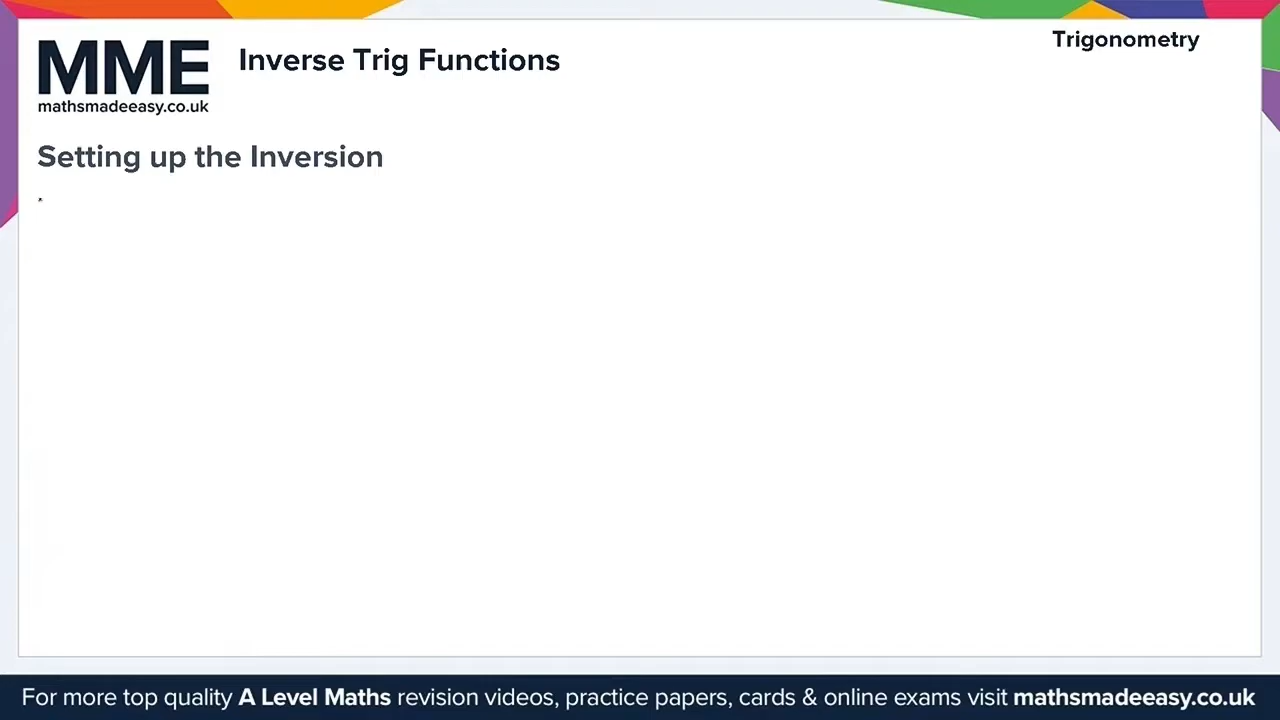 MME
mathsmadeeasy.co.uk
Inverse Trig Functions
Trigonometry
Setting up the Inversion
For more top quality A Level Maths revision videos, practice papers, cards & online exams visit mathsmadeeasy.co.uk